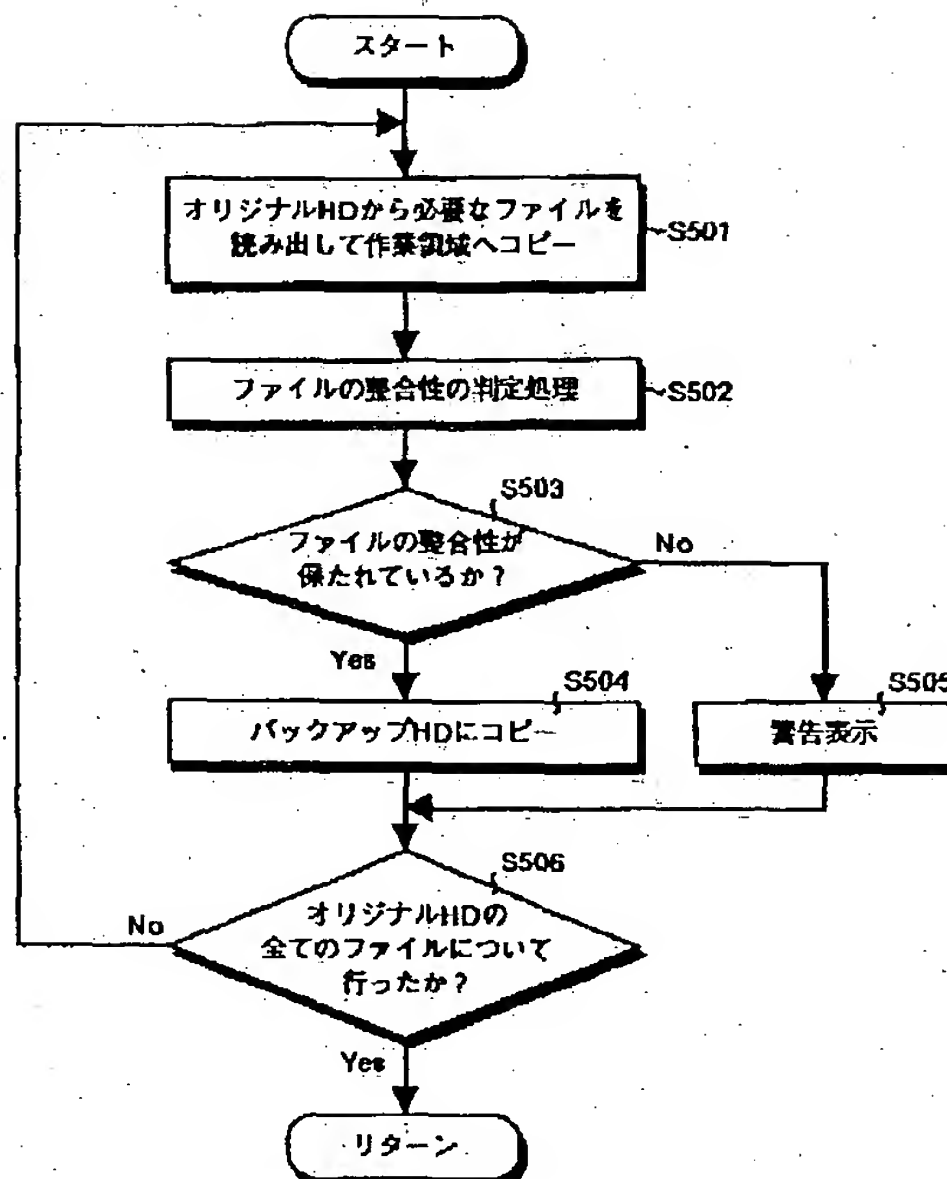 スタート
オリジナルHDから必要なファイルを
読み出して作業領域へコピー
S501
ファイルの整合性の判定処理
S502
S503
ファイルの整合性が
保たれているか？
No
Yes
S504
バックアップHDにコピー
S505
警告表示
S506
オリジナルHDの
全てのファイルについて
行ったか？
No
Yes
リターン